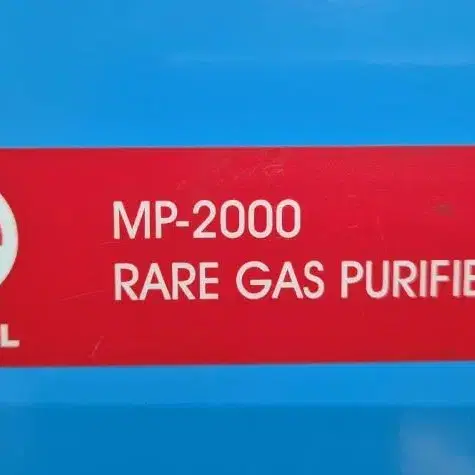 MP-2000
RARE GAS PURIFIE
L